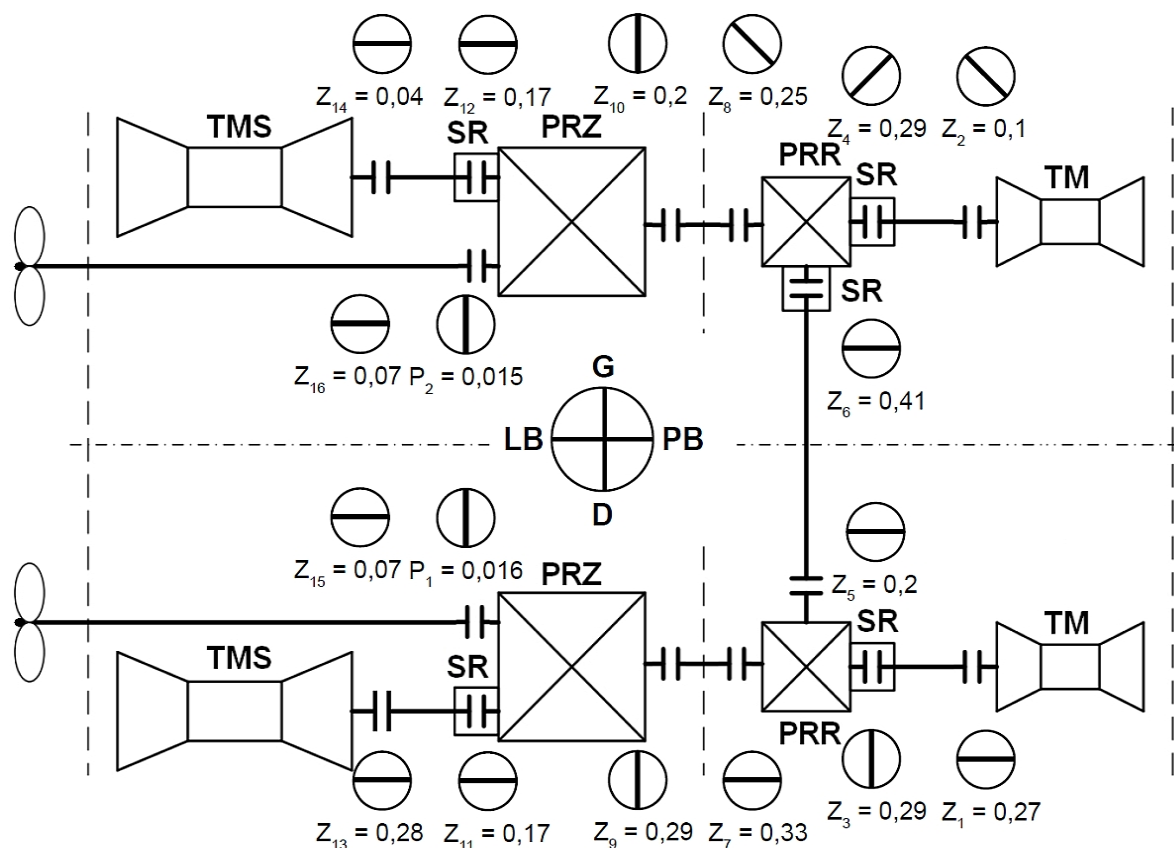 Z14 = 0,04 Z12 = 0,17 Z10 = 0,2 Z8 = 0,25
Z4 = 0,29 Z2 = 0,1
TMS SR PRZ
PRR SR TM
SR
Z16 = 0,07 P2 = 0,015
Z6 = 0,41
G
LB PB
D
Z15 = 0,07 P1 = 0,016
PRZ
Z5 = 0,2
SR TM
TMS SR
PRR
Z3 = 0,29 Z1 = 0,27
Z13 = 0,28 Z11 = 0,17 Z9 = 0,29 Z7 = 0,33